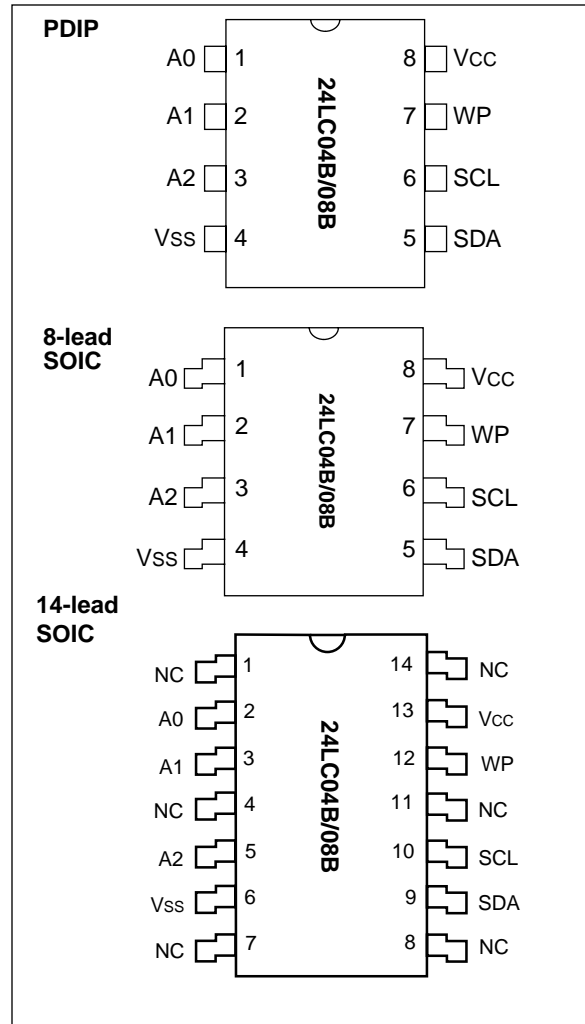 PDIP
A0 1 8 VCC
A1 2 7 WP
A2 3 6 SCL
VSS 4 5 SDA
24LC04B/08B
8-lead
SOIC
A0 1 8 VCC
A1 2 7 WP
A2 3 6 SCL
VSS 4 5 SDA
24LC04B/08B
14-lead
SOIC
NC 1 14 NC
A0 2 13 VCC
A1 3 12 WP
NC 4 11 NC
A2 5 10 SCL
VSS 6 9 SDA
NC 7 8 NC
24LC04B/08B